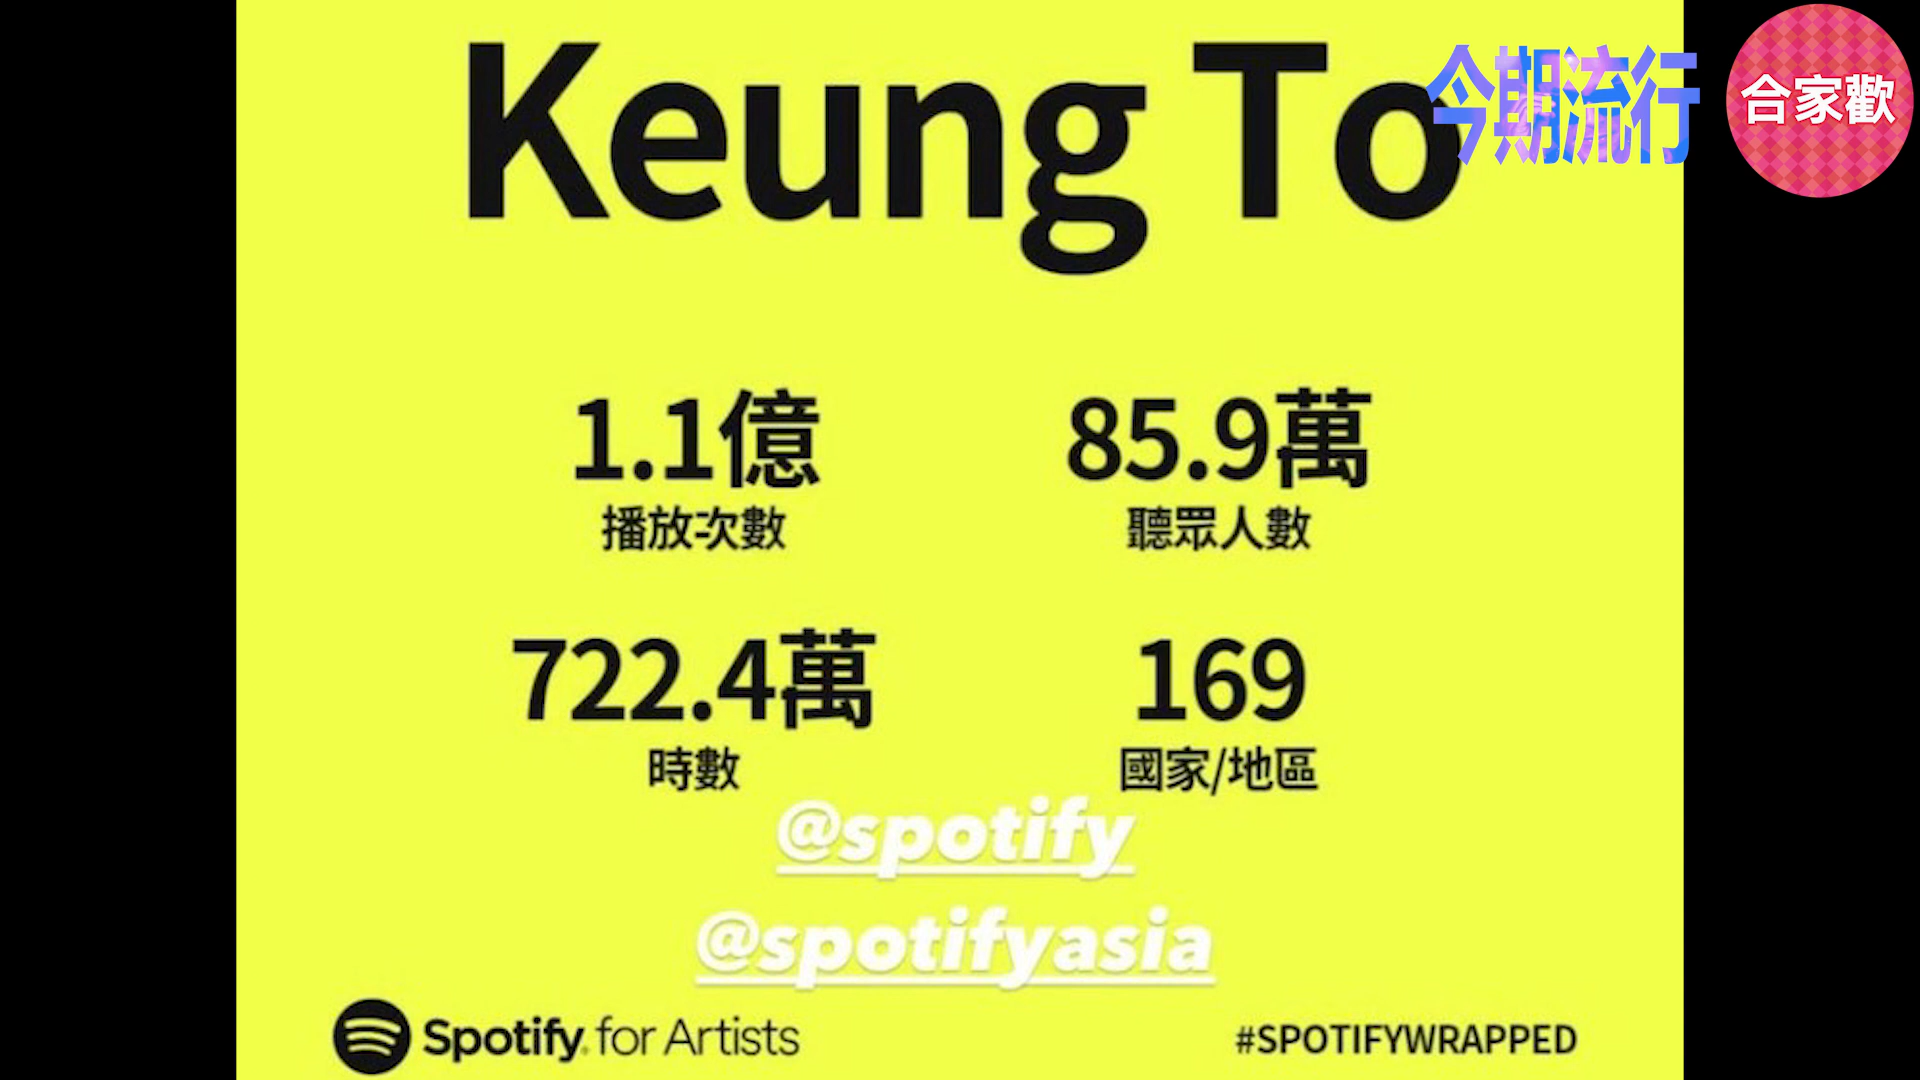 Keung To
今期流行
合家歡
1.1億
播放次數
85.9萬
聽眾人數
722.4萬
時數
169
國家/地區
@spotify
@spotifyasia
Spotify for Artists
#SPOTIFYWRAPPED